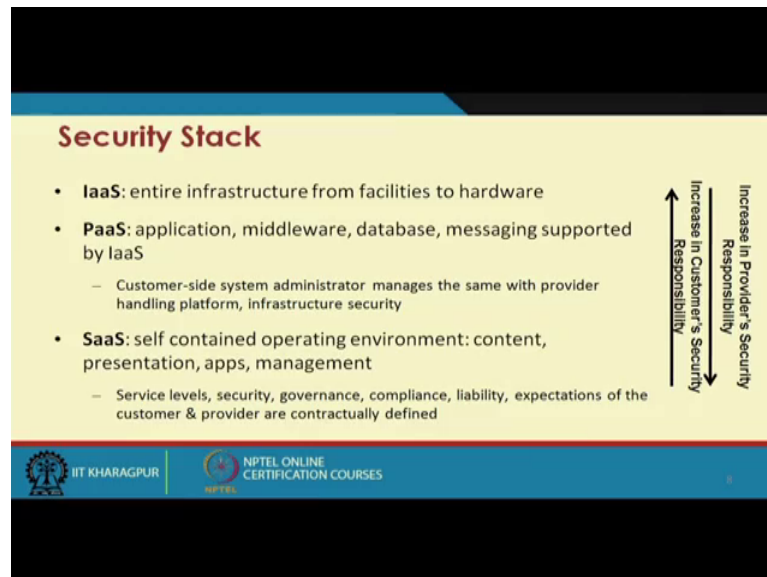 Security Stack
• IaaS: entire infrastructure from facilities to hardware
• PaaS: application, middleware, database, messaging supported
by IaaS
– Customer-side system administrator manages the same with provider
handling platform, infrastructure security
• SaaS: self contained operating environment: content,
presentation, apps, management
– Service levels, security, governance, compliance, liability, expectations of the
customer & provider are contractually defined
Increase in Customer's Security
Responsibility
Increase in Provider's Security
Responsibility
IIT KHARAGPUR
NPTEL
NPTEL ONLINE
CERTIFICATION COURSES